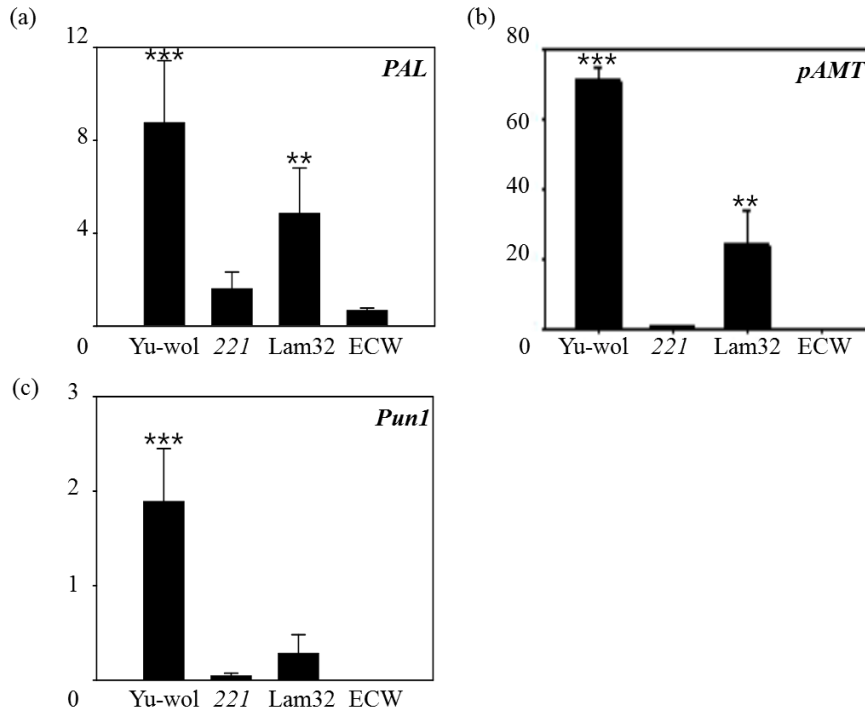 (a)
12
8
4
0
***
**
PAL
Yu-wol 221 Lam32 ECW
(b)
80
60
40
20
0
***
**
pAMT
Yu-wol 221 Lam32 ECW
(c)
3
2
1
0
***
Pun1
Yu-wol 221 Lam32 ECW